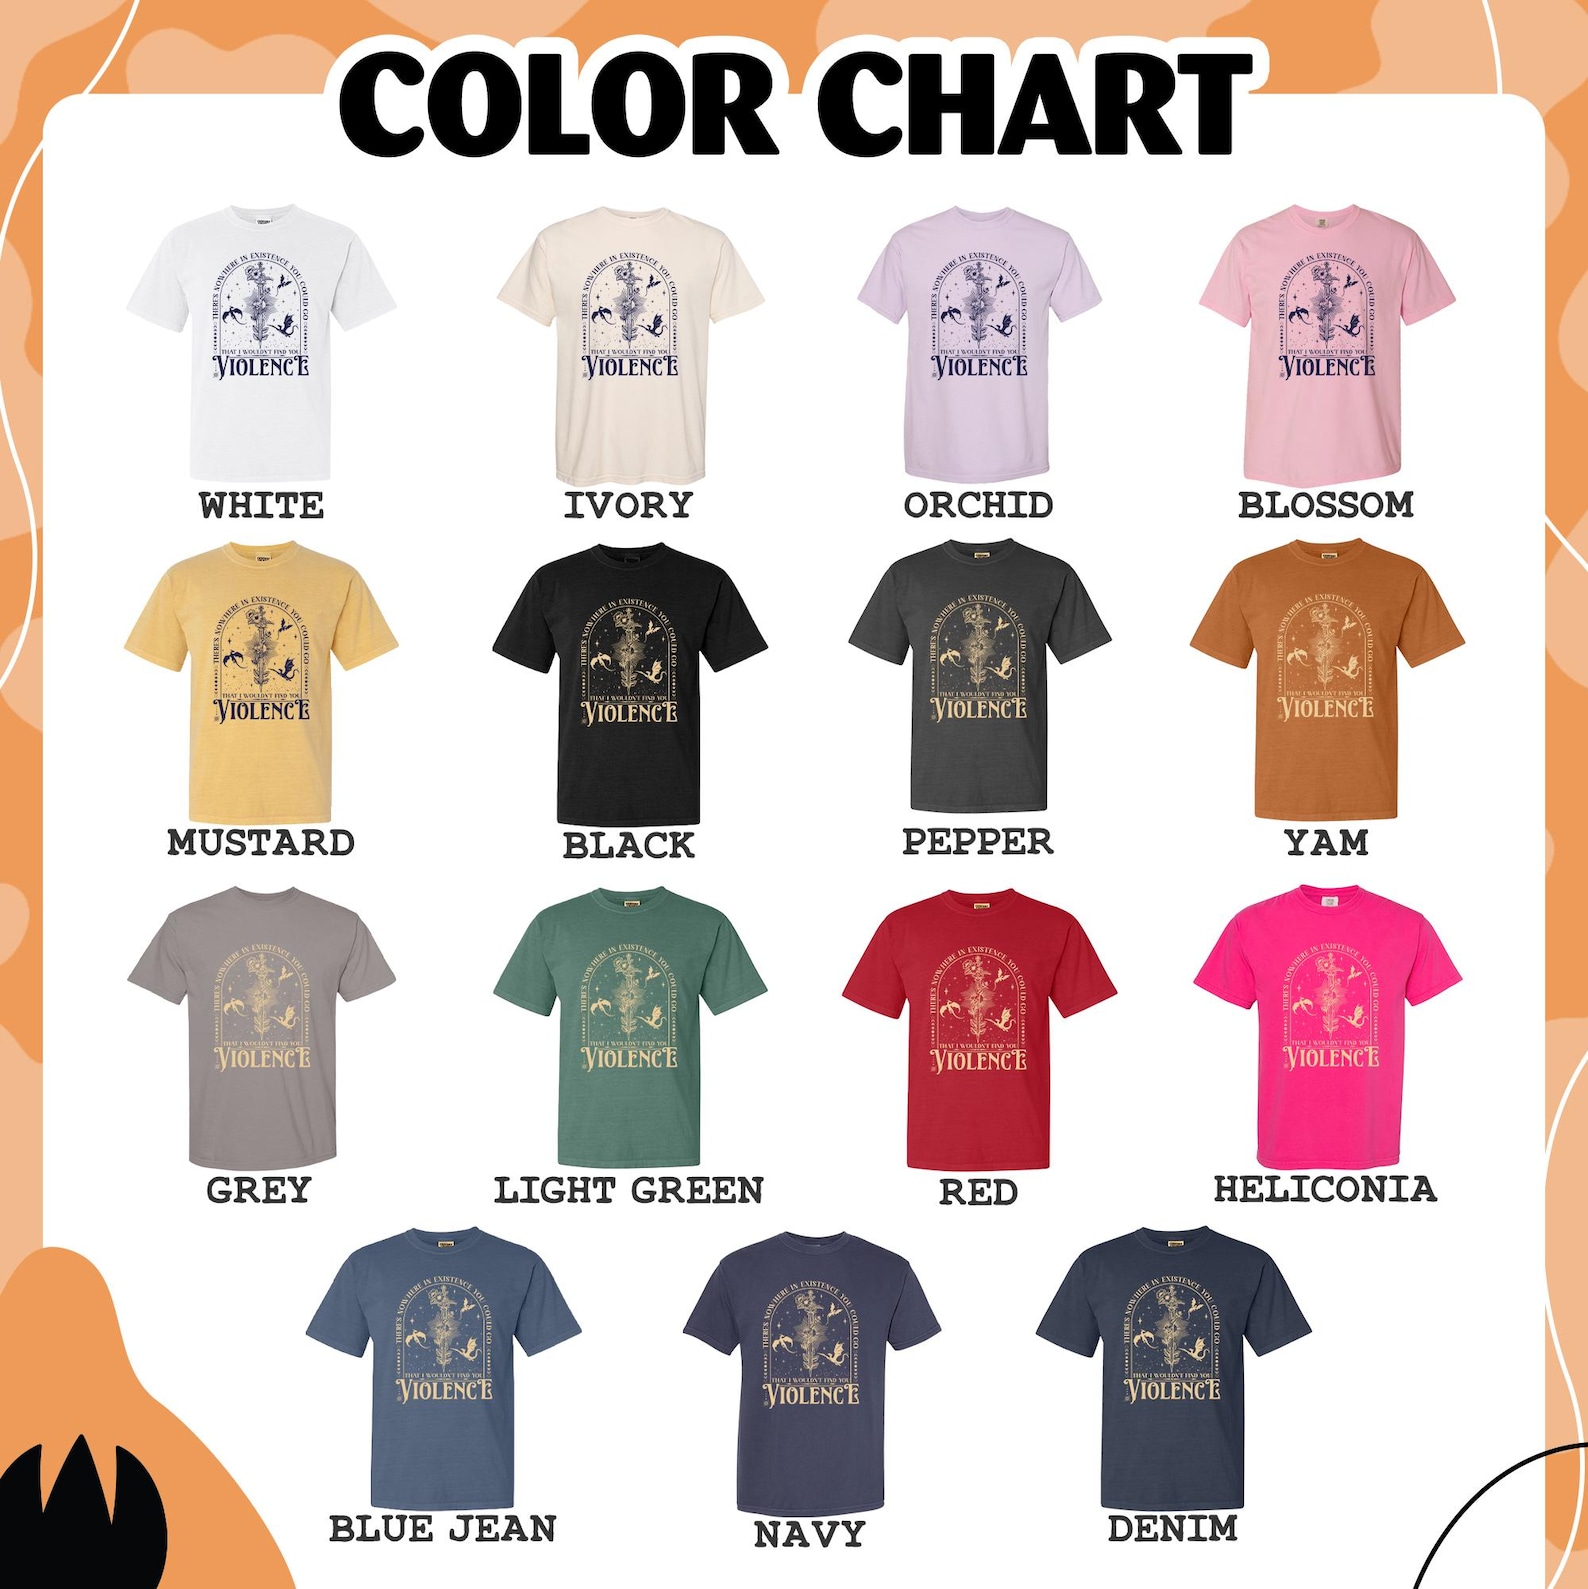 COLOR CHART
THERE'S NOWHERE IN EXISTENCE YOU COULD GO
THAT I WOULDN'T FIND YOU
VIOLENCE
THERE'S NOWHERE IN EXISTENCE YOU COULD GO
THAT I WOULDN'T FIND YOU
VIOLENCE
THERE'S NOWHERE IN EXISTENCE YOU COULD GO
THAT I WOULDN'T FIND YOU
VIOLENCE
THERE'S NOWHERE IN EXISTENCE YOU COULD GO
THAT I WOULDN'T FIND YOU
VIOLENCE
WHITE
IVORY
ORCHID
BLOSSOM
THERE'S NOWHERE IN EXISTENCE YOU COULD GO
THAT I WOULDN'T FIND YOU
VIOLENCE
THERE'S NOWHERE IN EXISTENCE YOU COULD GO
THAT I WOULDN'T FIND YOU
VIOLENCE
THERE'S NOWHERE IN EXISTENCE YOU COULD GO
THAT I WOULDN'T FIND YOU
VIOLENCE
THERE'S NOWHERE IN EXISTENCE YOU COULD GO
THAT I WOULDN'T FIND YOU
VIOLENCE
MUSTARD
BLACK
PEPPER
YAM
THERE'S NOWHERE IN EXISTENCE YOU COULD GO
THAT I WOULDN'T FIND YOU
VIOLENCE
THERE'S NOWHERE IN EXISTENCE YOU COULD GO
THAT I WOULDN'T FIND YOU
VIOLENCE
THERE'S NOWHERE IN EXISTENCE YOU COULD GO
THAT I WOULDN'T FIND YOU
VIOLENCE
THERE'S NOWHERE IN EXISTENCE YOU COULD GO
THAT I WOULDN'T FIND YOU
VIOLENCE
GREY
LIGHT GREEN
RED
HELICONIA
THERE'S NOWHERE IN EXISTENCE YOU COULD GO
THAT I WOULDN'T FIND YOU
VIOLENCE
THERE'S NOWHERE IN EXISTENCE YOU COULD GO
THAT I WOULDN'T FIND YOU
VIOLENCE
THERE'S NOWHERE IN EXISTENCE YOU COULD GO
THAT I WOULDN'T FIND YOU
VIOLENCE
BLUE JEAN
NAVY
DENIM